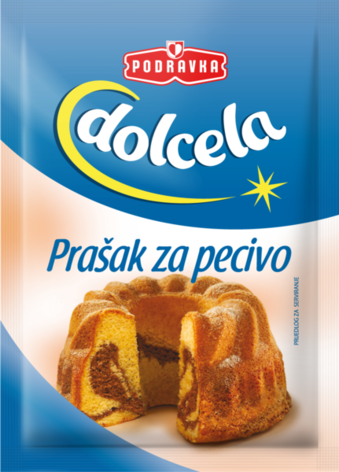 PODRAVKA
dolcela
Prašak za pecivo
PRIJEDLOG ZA SERVIRANJE